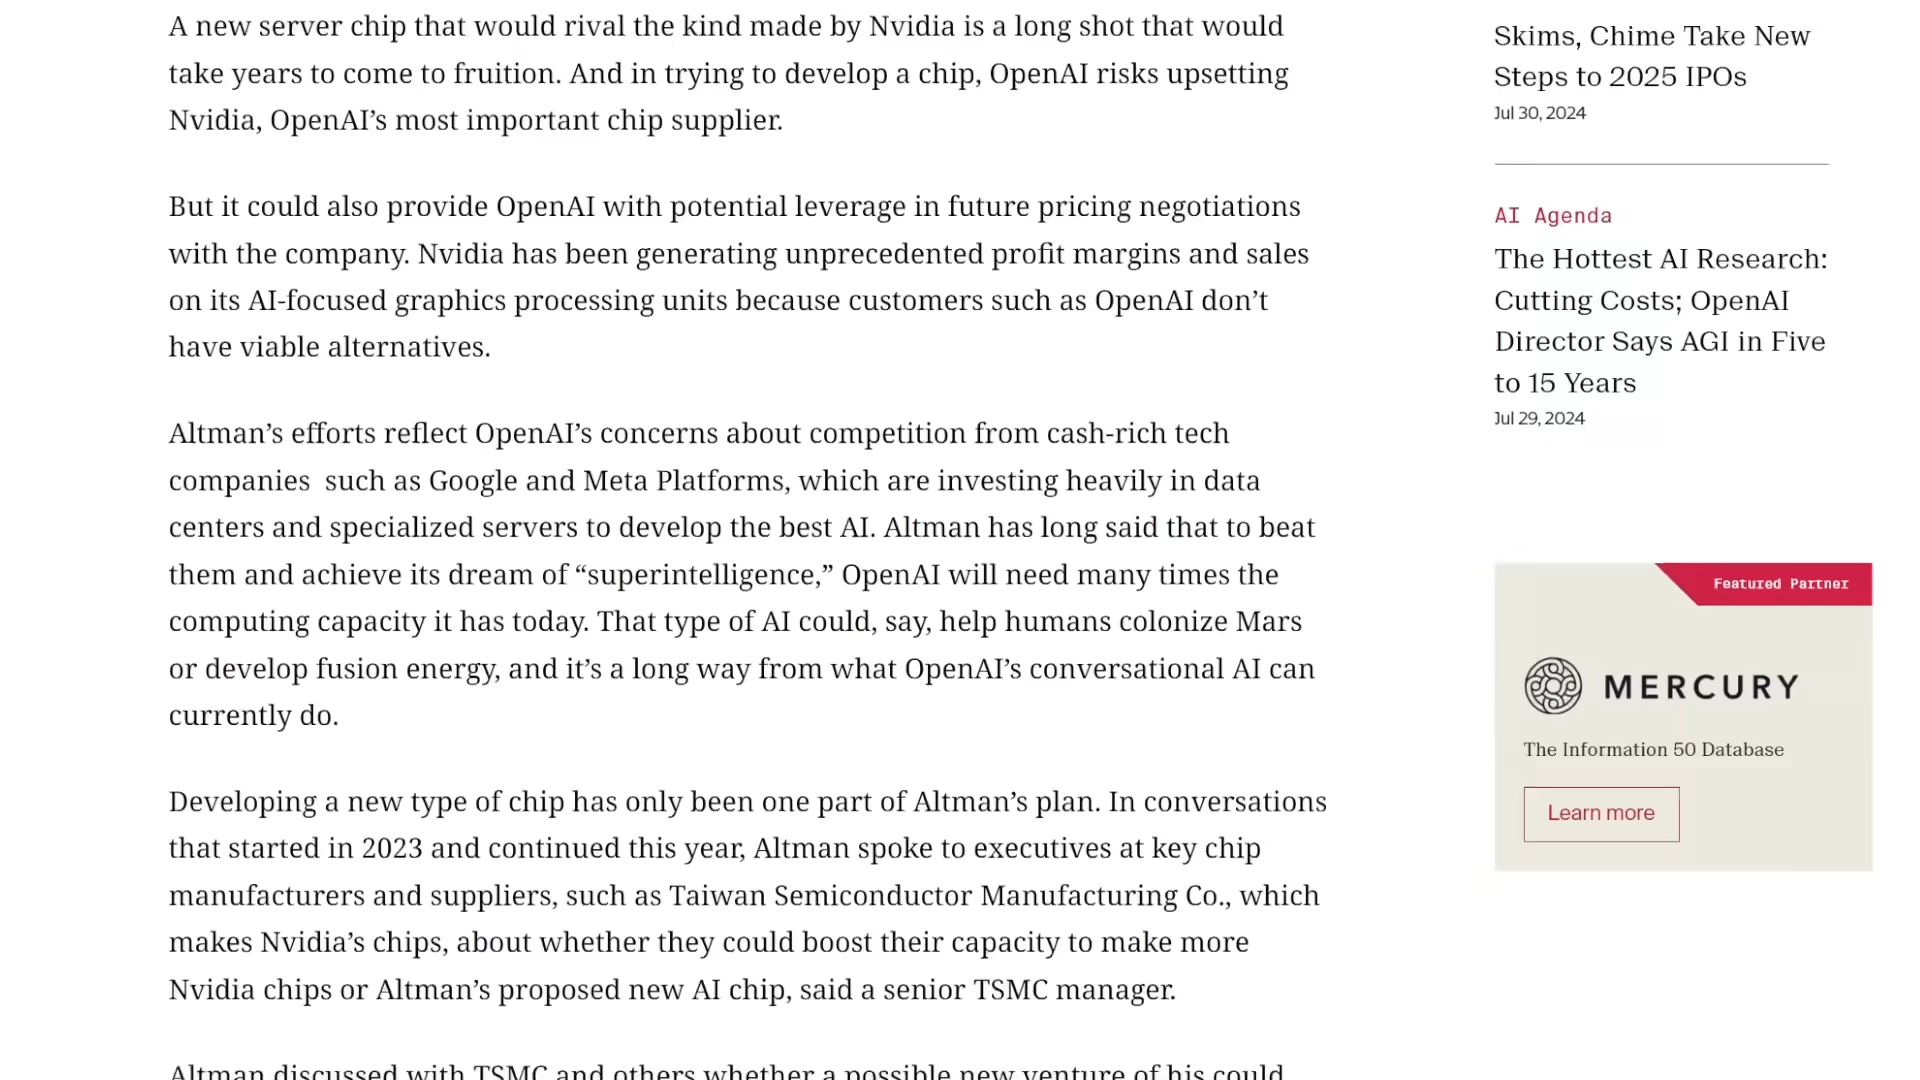 A new server chip that would rival the kind made by Nvidia is a long shot that would
take years to come to fruition. And in trying to develop a chip, OpenAI risks upsetting
Nvidia, OpenAI’s most important chip supplier.
But it could also provide OpenAI with potential leverage in future pricing negotiations
with the company. Nvidia has been generating unprecedented profit margins and sales
on its AI-focused graphics processing units because customers such as OpenAI don’t
have viable alternatives.
Altman’s efforts reflect OpenAI’s concerns about competition from cash-rich tech
companies  such as Google and Meta Platforms, which are investing heavily in data
centers and specialized servers to develop the best AI. Altman has long said that to beat
them and achieve its dream of “superintelligence,” OpenAI will need many times the
computing capacity it has today. That type of AI could, say, help humans colonize Mars
or develop fusion energy, and it’s a long way from what OpenAI’s conversational AI can
currently do.
Developing a new type of chip has only been one part of Altman’s plan. In conversations
that started in 2023 and continued this year, Altman spoke to executives at key chip
manufacturers and suppliers, such as Taiwan Semiconductor Manufacturing Co., which
makes Nvidia’s chips, about whether they could boost their capacity to make more
Nvidia chips or Altman’s proposed new AI chip, said a senior TSMC manager.
Altman discussed with TSMC and others whether a possible new venture of his could
Skims, Chime Take New
Steps to 2025 IPOs
Jul 30, 2024
AI Agenda
The Hottest AI Research:
Cutting Costs; OpenAI
Director Says AGI in Five
to 15 Years
Jul 29, 2024
Featured Partner
MERCURY
The Information 50 Database
Learn more